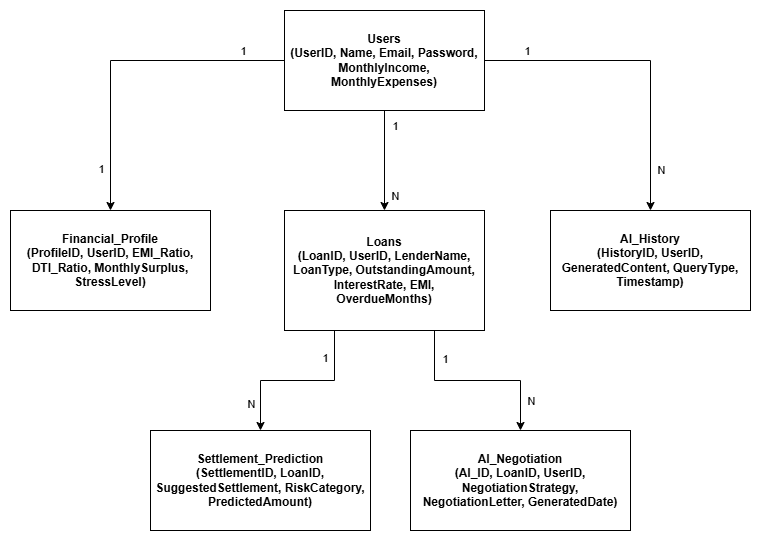 Users
(UserID, Name, Email, Password,
MonthlyIncome,
MonthlyExpenses)
1
1
1
1
N
N
Financial_Profile
(ProfileID, UserID, EMI_Ratio,
DTI_Ratio, MonthlySurplus,
StressLevel)
Loans
(LoanID, UserID, LenderName,
LoanType, OutstandingAmount,
InterestRate, EMI,
OverdueMonths)
AI_History
(HistoryID, UserID,
GeneratedContent, QueryType,
Timestamp)
1
1
N
N
Settlement_Prediction
(SettlementID, LoanID,
SuggestedSettlement, RiskCategory,
PredictedAmount)
AI_Negotiation
(AI_ID, LoanID, UserID,
NegotiationStrategy,
NegotiationLetter, GeneratedDate)